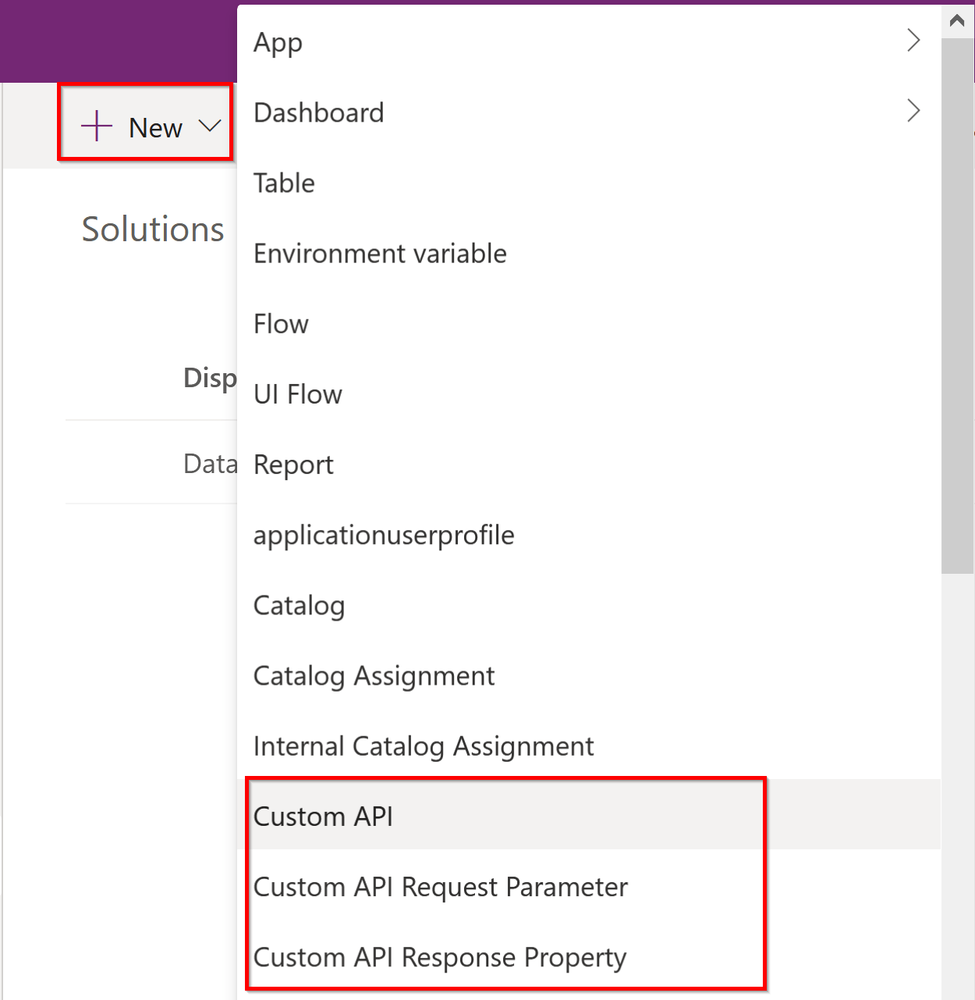 New
Solutions
Disp
Data
App
Dashboard
Table
Environment variable
Flow
UI Flow
Report
applicationuserprofile
Catalog
Catalog Assignment
Internal Catalog Assignment
Custom API
Custom API Request Parameter
Custom API Response Property